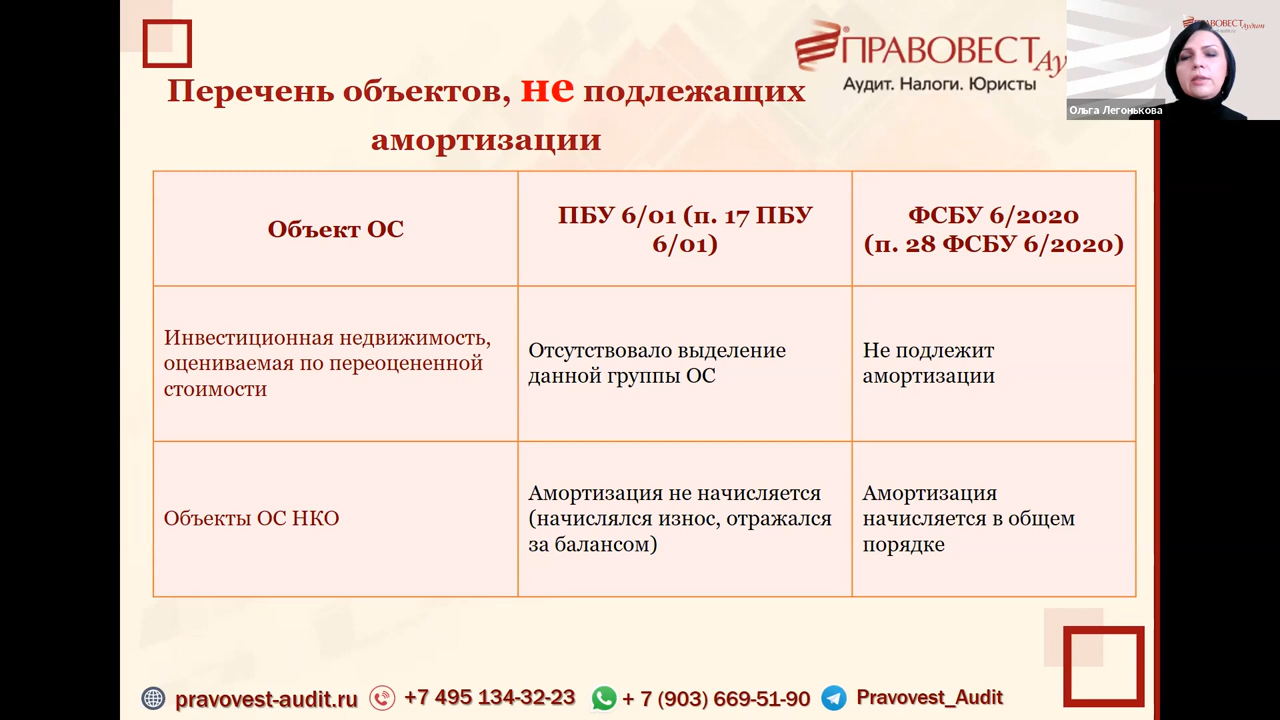 Перечень объектов, не подлежащих
амортизации
ПРАВОВЕСТ
Аудит. Налоги. Юристы
ПРАВОВЕСТ
Ольга Легонькова
Объект ОС
ПБУ 6/01 (п. 17 ПБУ
6/01)
ФСБУ 6/2020
(п. 28 ФСБУ 6/2020)
Инвестиционная недвижимость,
оцениваемая по переоцененной
стоимости
Отсутствовало выделение
данной группы ОС
Не подлежит
амортизации
Объекты ОС НКО
Амортизация не начисляется
(начислялся износ, отражался
за балансом)
Амортизация
начисляется в общем
порядке
pravovest-audit.ru
+7 495 134-32-23
+ 7 (903) 669-51-90
Pravovest_Audit